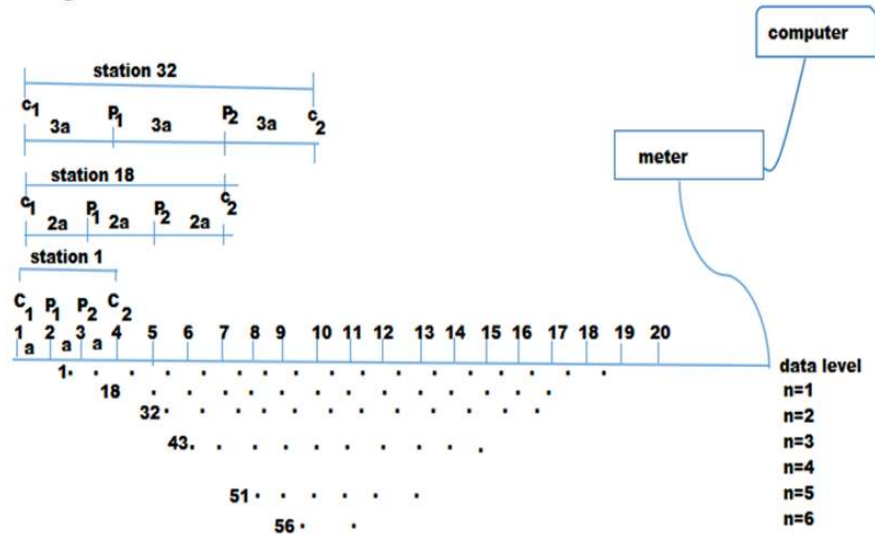 computer
station 32
C1 P1 P2 C2
3a 3a 3a
meter
station 18
C1 P1 P2 C2
2a 2a 2a
station 1
C1 P1 P2 C2
1 2 3 4 5 6 7 8 9 10 11 12 13 14 15 16 17 18 19 20
a a a
1 data level
18 n=1
32 n=2
43 n=3
n=4
51 n=5
56 n=6